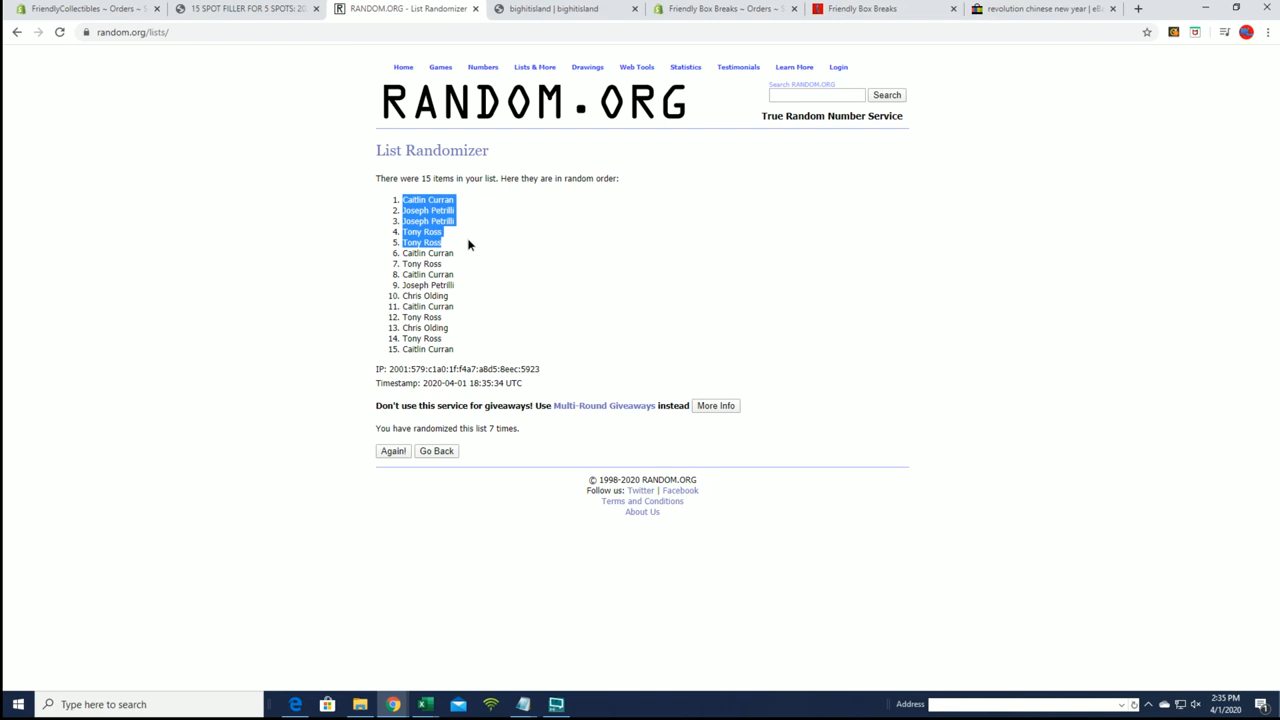 FriendlyCollectibles ~ Orders ~ S
15 SPOT FILLER FOR 5 SPOTS: 20
RANDOM.ORG - List Randomizer
bighitisland | bighitisland
Friendly Box Breaks ~ Orders ~ S
Friendly Box Breaks
revolution chinese new year | eB
random.org/lists/
Home Games Numbers Lists & More Drawings Web Tools Statistics Testimonials Learn More Login
Search RANDOM.ORG
RANDOM.ORG
Search
True Random Number Service
List Randomizer
There were 15 items in your list. Here they are in random order:
1. Caitlin Curran
2. Joseph Petrilli
3. Joseph Petrilli
4. Tony Ross
5. Tony Ross
6. Caitlin Curran
7. Tony Ross
8. Caitlin Curran
9. Joseph Petrilli
10. Chris Olding
11. Caitlin Curran
12. Tony Ross
13. Chris Olding
14. Tony Ross
15. Caitlin Curran
IP: 2001:579:c1a0:1f:f4a7:a8d5:8eec:5923
Timestamp: 2020-04-01 18:35:34 UTC
Don't use this service for giveaways! Use Multi-Round Giveaways instead More Info
You have randomized this list 7 times.
Again! Go Back
© 1998-2020 RANDOM.ORG
Follow us: Twitter | Facebook
Terms and Conditions
About Us
Type here to search
Address
2:35 PM
4/1/2020